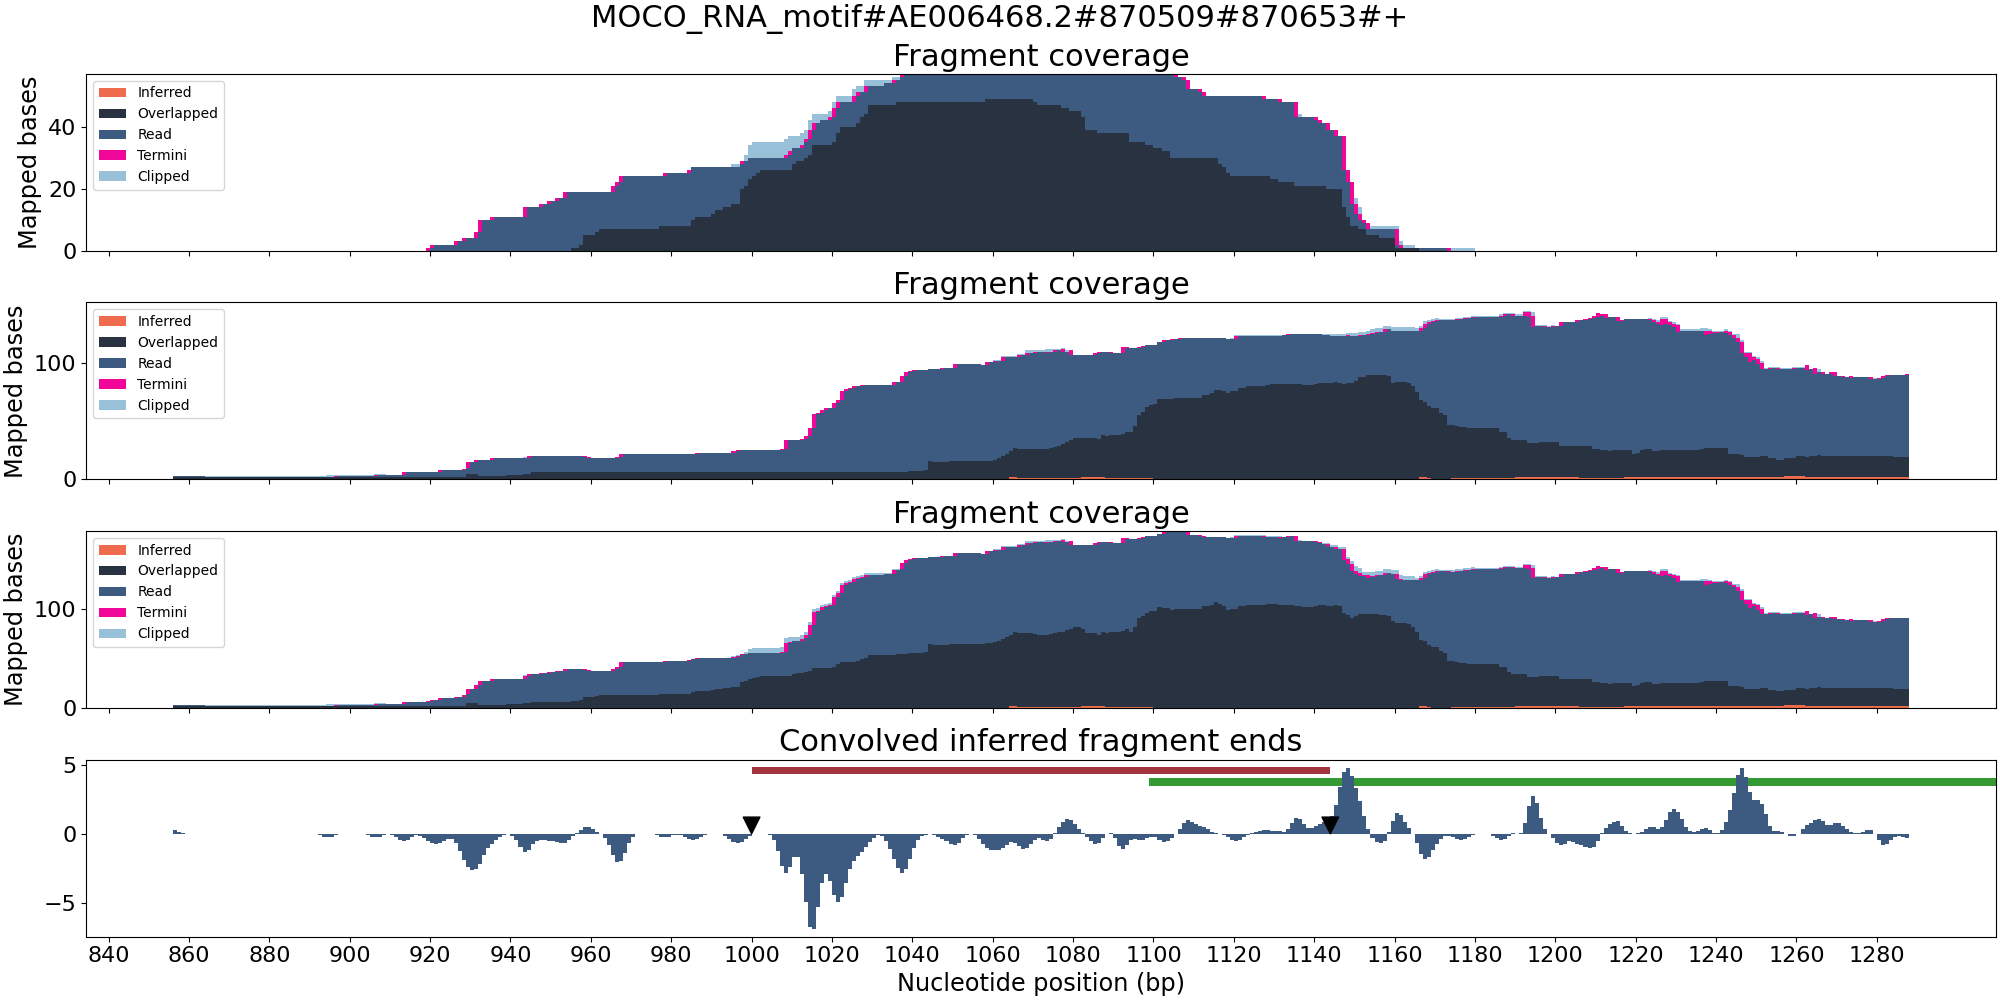 MOCO_RNA_motif#AE006468.2#870509#870653#+
Fragment coverage
Mapped bases
40
20
0
Inferred
Overlapped
Read
Termini
Clipped
Fragment coverage
Mapped bases
100
0
Inferred
Overlapped
Read
Termini
Clipped
Fragment coverage
Mapped bases
100
0
Inferred
Overlapped
Read
Termini
Clipped
Convolved inferred fragment ends
5
0
−5
840 860 880 900 920 940 960 980 1000 1020 1040 1060 1080 1100 1120 1140 1160 1180 1200 1220 1240 1260 1280
Nucleotide position (bp)